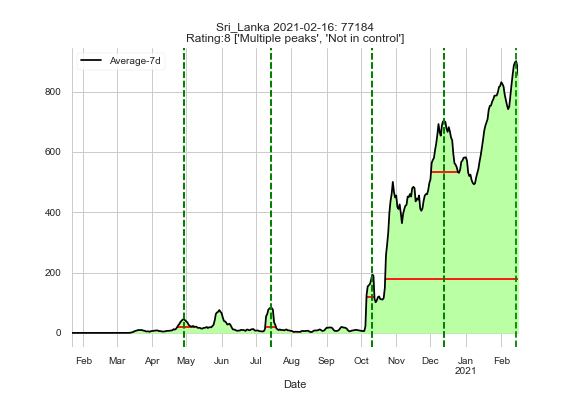 Sri_Lanka 2021-02-16: 77184
Rating:8 ['Multiple peaks', 'Not in control']
Average-7d
800
600
400
200
0
Feb Mar Apr May Jun Jul Aug Sep Oct Nov Dec Jan Feb
2021
Date